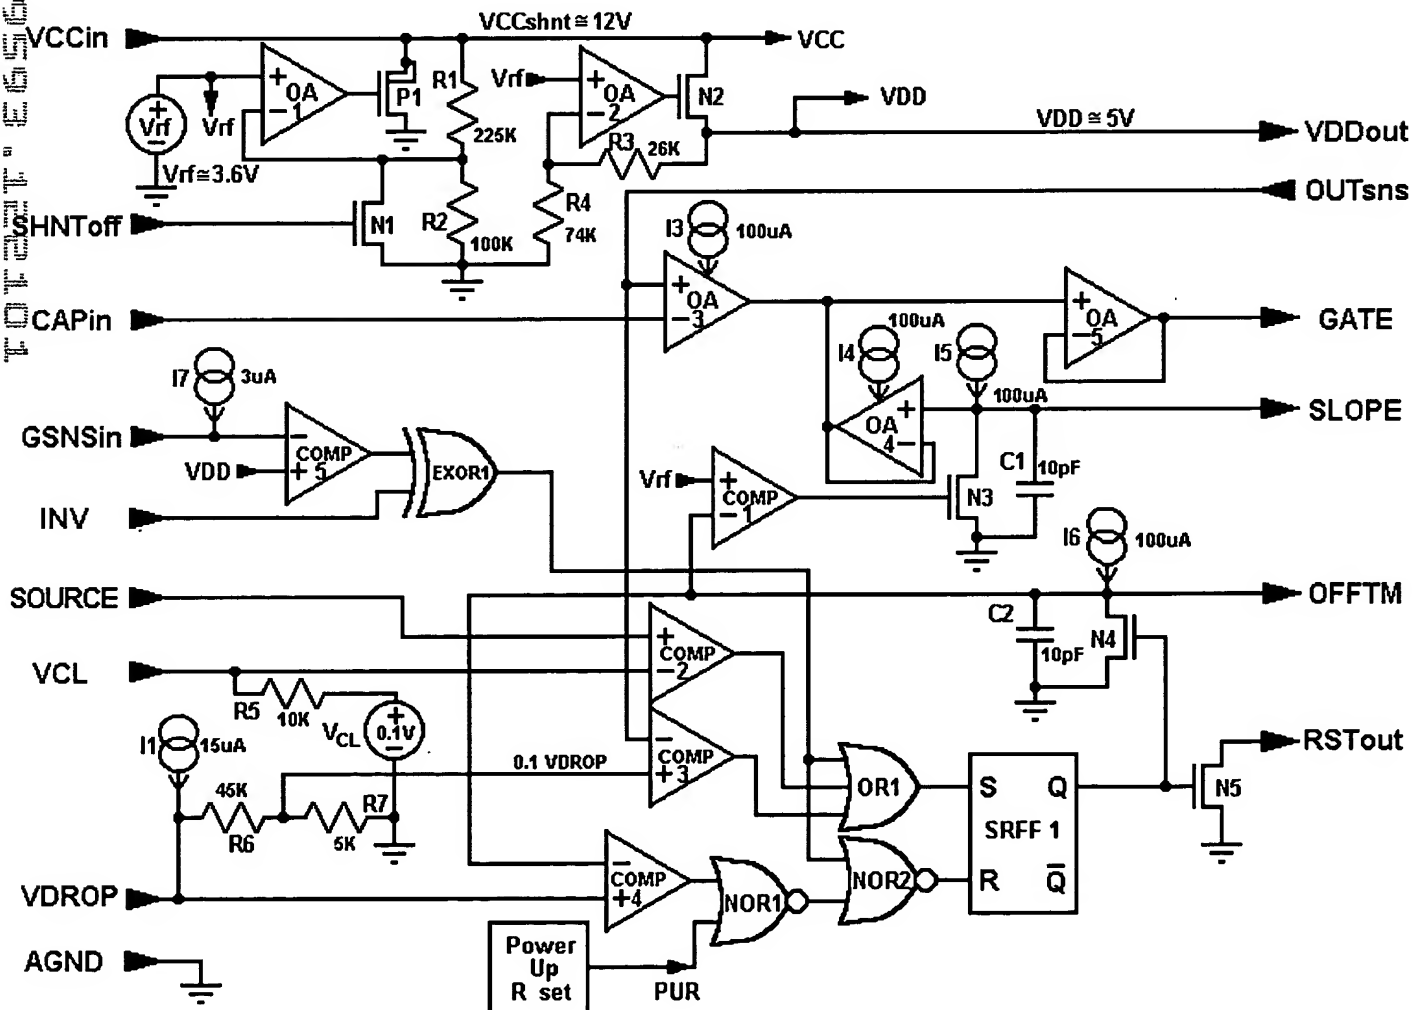 VCCin
VCCshnt≅12V
VCC
Vrf
+
OA
1
−
P1
R1
225K
Vrf
+
OA
2
−
N2
VDD
VDD≅5V
VDDout
+
Vrf
−
Vrf≅3.6V
R3
26K
OUTsns
SHNToff
N1
R2
100K
R4
74K
I3
100uA
CAPin
+
OA
−3
+
OA
−5
GATE
I7
3uA
I4
100uA
I5
100uA
SLOPE
GSNSin
VDD
−
COMP
+5
EXOR1
+
OA
4−
C1
10pF
INV
Vrf
+
COMP
−1
N3
I6
100uA
SOURCE
OFFTM
+
COMP
−2
C2
10pF
N4
VCL
R5
10K
VCL
+
0.1V
−
I1
15uA
0.1 VDROP
−
COMP
+3
RSTout
45K
R6
R7
5K
OR1
S
Q
SRFF 1
R
Q̅
N5
VDROP
−
COMP
+4
NOR1
NOR2
AGND
Power
Up
R set
PUR